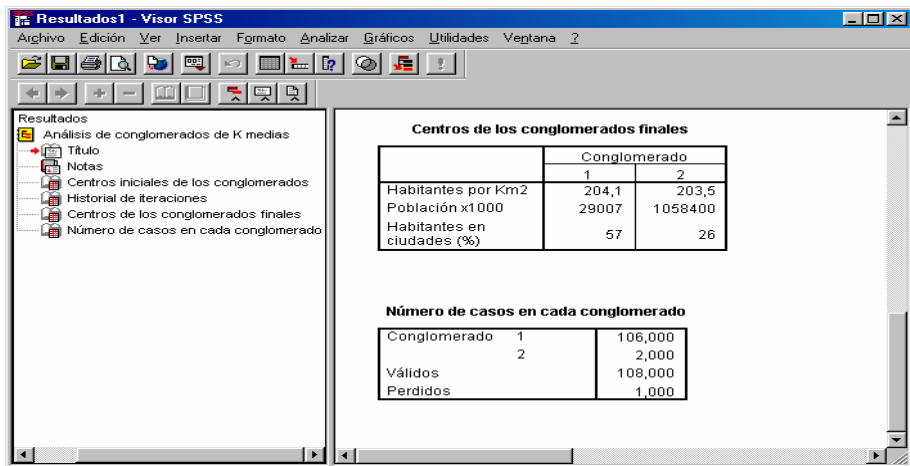 Resultados1 - Visor SPSS
Archivo Edición Ver Insertar Formato Analizar Gráficos Utilidades Ventana ?
Resultados
Análisis de conglomerados de K medias
Título
Notas
Centros iniciales de los conglomerados
Historial de iteraciones
Centros de los conglomerados finales
Número de casos en cada conglomerado
Centros de los conglomerados finales
Conglomerado
1 2
Habitantes por Km2 204,1 203,5
Población x1000 29007 1058400
Habitantes en
ciudades (%) 57 26
Número de casos en cada conglomerado
Conglomerado 1 106,000
2 2,000
Válidos 108,000
Perdidos 1,000